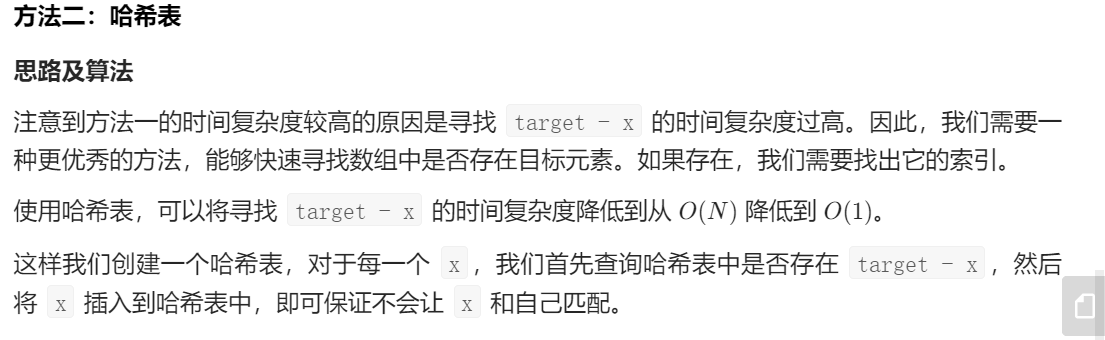 方法二：哈希表
思路及算法
注意到方法一的时间复杂度较高的原因是寻找 target - x 的时间复杂度过高。因此，我们需要一
种更优秀的方法，能够快速寻找数组中是否存在目标元素。如果存在，我们需要找出它的索引。
使用哈希表，可以将寻找 target - x 的时间复杂度降低到从 O(N) 降低到 O(1)。
这样我们创建一个哈希表，对于每一个 x，我们首先查询哈希表中是否存在 target - x，然后
将 x 插入到哈希表中，即可保证不会让 x 和自己匹配。